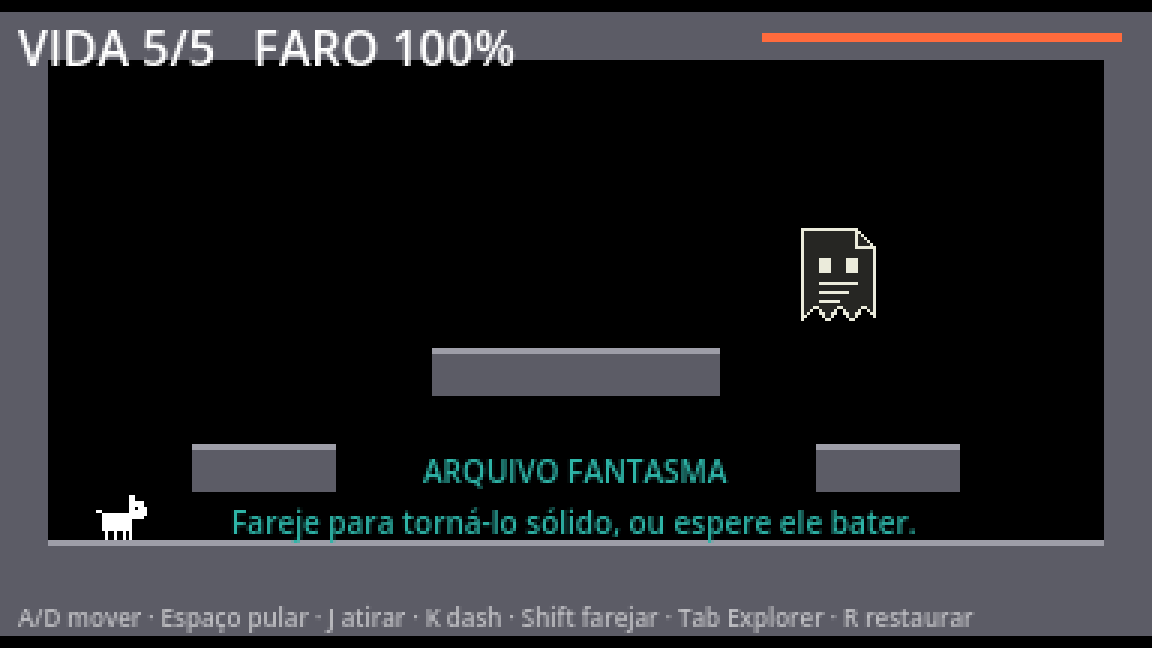 VIDA 5/5 FARO 100%
ARQUIVO FANTASMA
Fareje para torná-lo sólido, ou espere ele bater.
A/D mover · Espaço pular · J atirar · K dash · Shift farejar · Tab Explorer · R restaurar